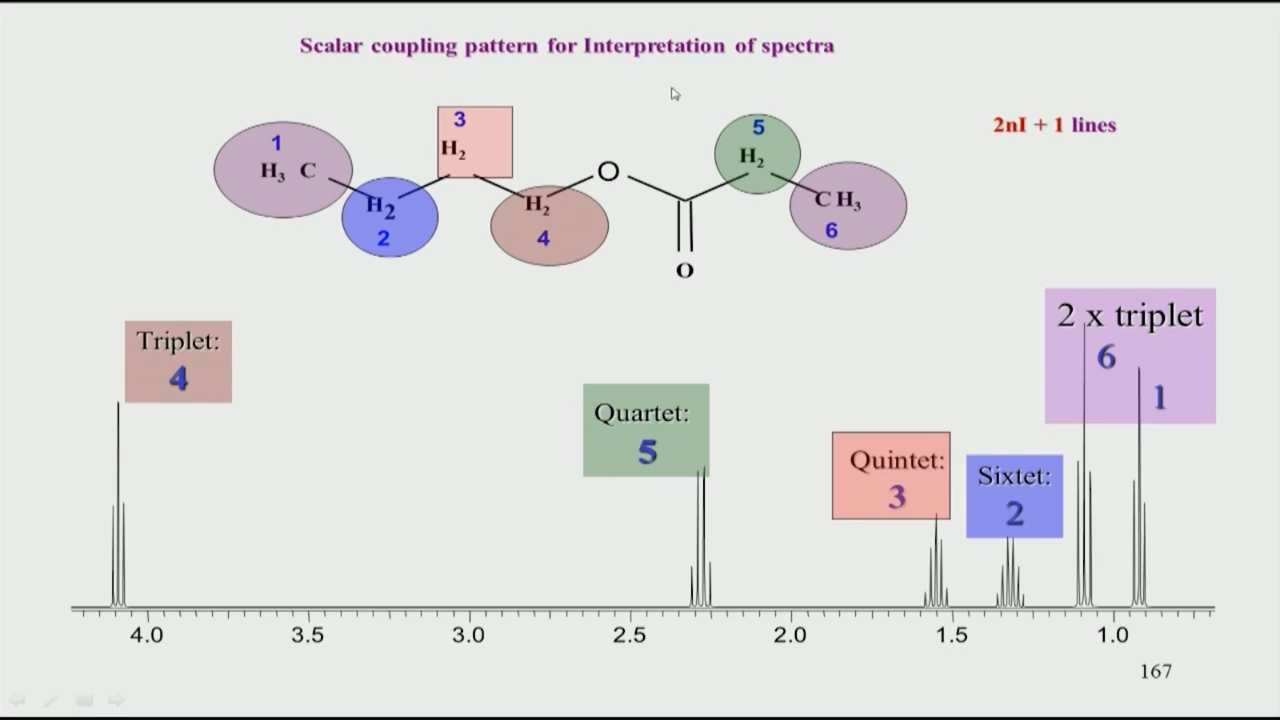 Scalar coupling pattern for Interpretation of spectra
2nI + 1 lines
1
H₃ C
H₂
2
3
H₂
H₂
4
O
O
5
H₂
CH₃
6
Triplet:
4
Quartet:
5
Quintet:
3
Sixtet:
2
2 x triplet
6
1
4.0 3.5 3.0 2.5 2.0 1.5 1.0
167